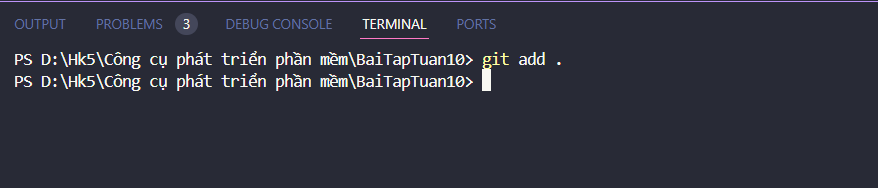 OUTPUT PROBLEMS 3 DEBUG CONSOLE TERMINAL PORTS
PS D:\Hk5\Công cụ phát triển phần mềm\BaiTapTuan10> git add .
PS D:\Hk5\Công cụ phát triển phần mềm\BaiTapTuan10>